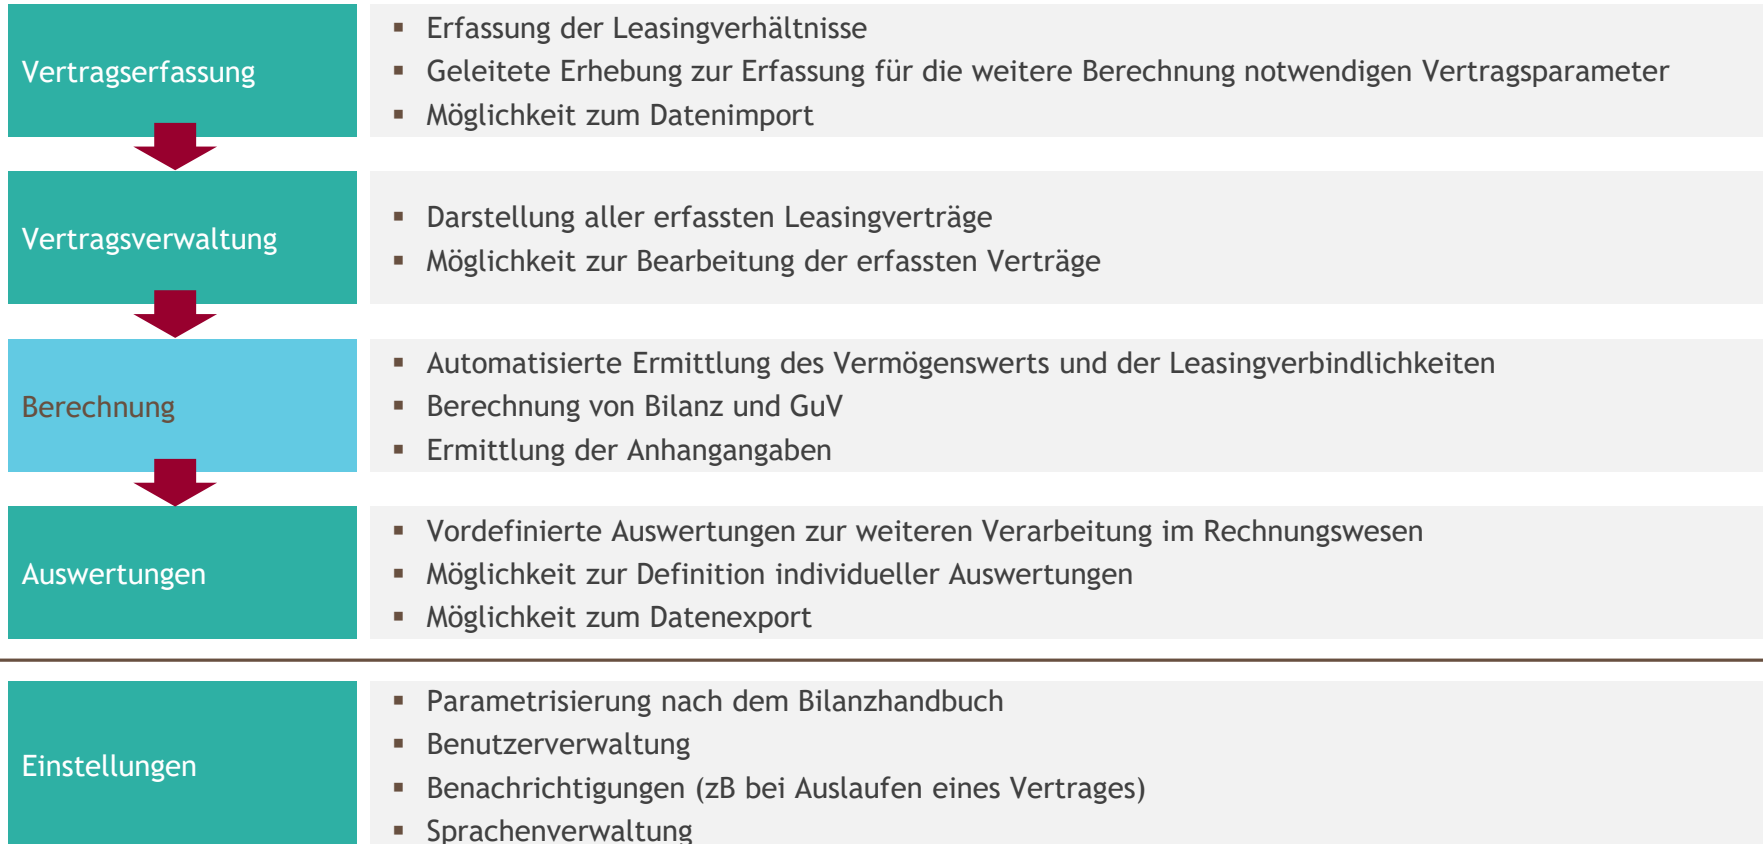 Vertragserfassung
▪ Erfassung der Leasingverhältnisse
▪ Geleitete Erhebung zur Erfassung für die weitere Berechnung notwendigen Vertragsparameter
▪ Möglichkeit zum Datenimport
Vertragsverwaltung
▪ Darstellung aller erfassten Leasingverträge
▪ Möglichkeit zur Bearbeitung der erfassten Verträge
Berechnung
▪ Automatisierte Ermittlung des Vermögenswerts und der Leasingverbindlichkeiten
▪ Berechnung von Bilanz und GuV
▪ Ermittlung der Anhangangaben
Auswertungen
▪ Vordefinierte Auswertungen zur weiteren Verarbeitung im Rechnungswesen
▪ Möglichkeit zur Definition individueller Auswertungen
▪ Möglichkeit zum Datenexport
Einstellungen
▪ Parametrisierung nach dem Bilanzhandbuch
▪ Benutzerverwaltung
▪ Benachrichtigungen (zB bei Auslaufen eines Vertrages)
▪ Sprachenverwaltung